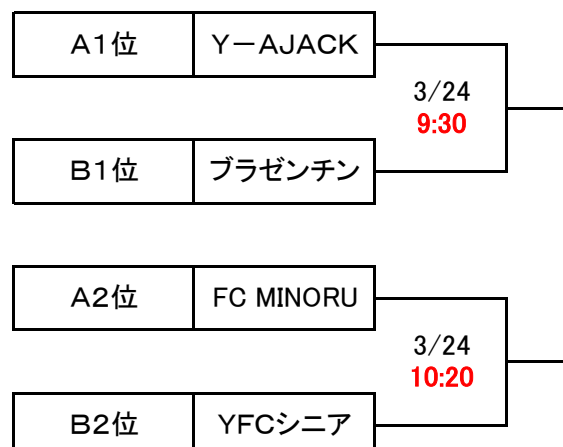 A1位 Y－AJACK
3/24
9:30
B1位 ブラゼンチン
A2位 FC MINORU
3/24
10:20
B2位 YFCシニア